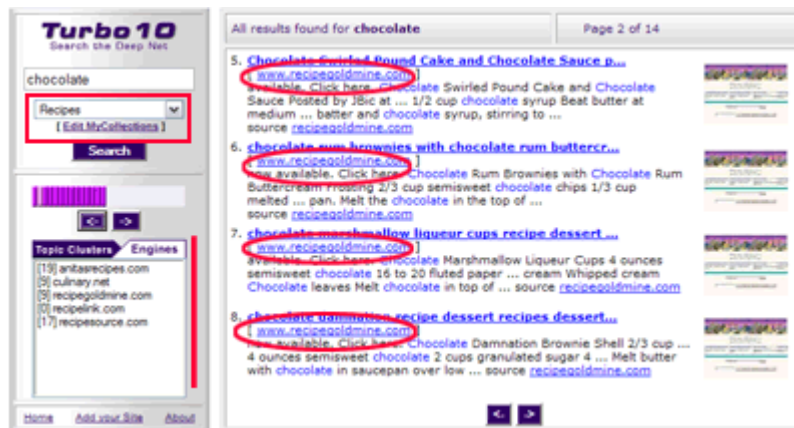 Turbo10
Search the Deep Net
chocolate
Recipes
[ Edit MyCollections ]
Search
<- ->
Topic Clusters Engines
[19] anitasrecipes.com
[9] culinary.net
[9] recipegoldmine.com
[0] recipelink.com
[17] recipesource.com
Home Add your Site About
All results found for chocolate Page 2 of 14
5. Chocolate Swirled Pound Cake and Chocolate Sauce p...
[ www.recipegoldmine.com ]
available. Click here. Chocolate Swirled Pound Cake and Chocolate
Sauce Posted by JBic at ... 1/2 cup chocolate syrup Beat butter at
medium ... batter and chocolate syrup, stirring to ...
source recipegoldmine.com
6. chocolate rum brownies with chocolate rum buttercr...
[ www.recipegoldmine.com ]
now available. Click here. Chocolate Rum Brownies with Chocolate Rum
Buttercream Frosting 2/3 cup semisweet chocolate chips 1/3 cup
melted ... pan. Melt the chocolate in the top of ...
source recipegoldmine.com
7. chocolate marshmallow liqueur cups recipe dessert ...
[ www.recipegoldmine.com ]
available. Click here. Chocolate Marshmallow Liqueur Cups 4 ounces
semisweet chocolate 16 to 20 fluted paper ... cream Whipped cream
Chocolate leaves Melt chocolate in top of ... source recipegoldmine.com
8. chocolate damnation recipe dessert recipes dessert...
[ www.recipegoldmine.com ]
now available. Click here. Chocolate Damnation Brownie Shell 2/3 cup ...
4 ounces semisweet chocolate 2 cups granulated sugar 4 ... Melt butter
with chocolate in saucepan over low ... source recipegoldmine.com
<- ->